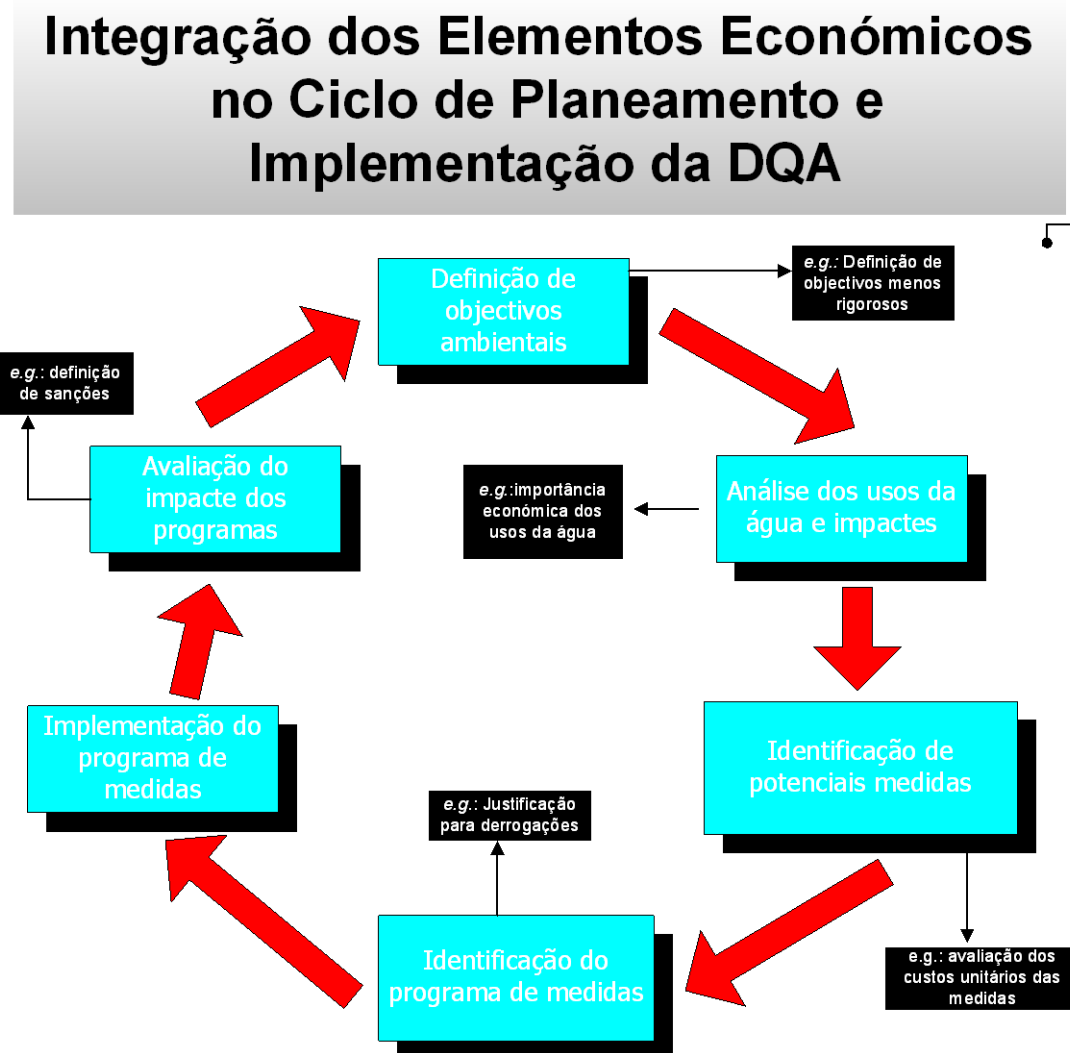 Integração dos Elementos Económicos
no Ciclo de Planeamento e
Implementação da DQA
Definição de
objectivos
ambientais
e.g.: Definição de
objectivos menos
rigorosos
e.g.: definição
de sanções
Avaliação do
impacte dos
programas
e.g.:importância
económica dos
usos da água
Análise dos usos da
água e impactes
Implementação do
programa de
medidas
Identificação de
potenciais medidas
e.g.: Justificação
para derrogações
Identificação do
programa de medidas
e.g.: avaliação dos
custos unitários das
medidas